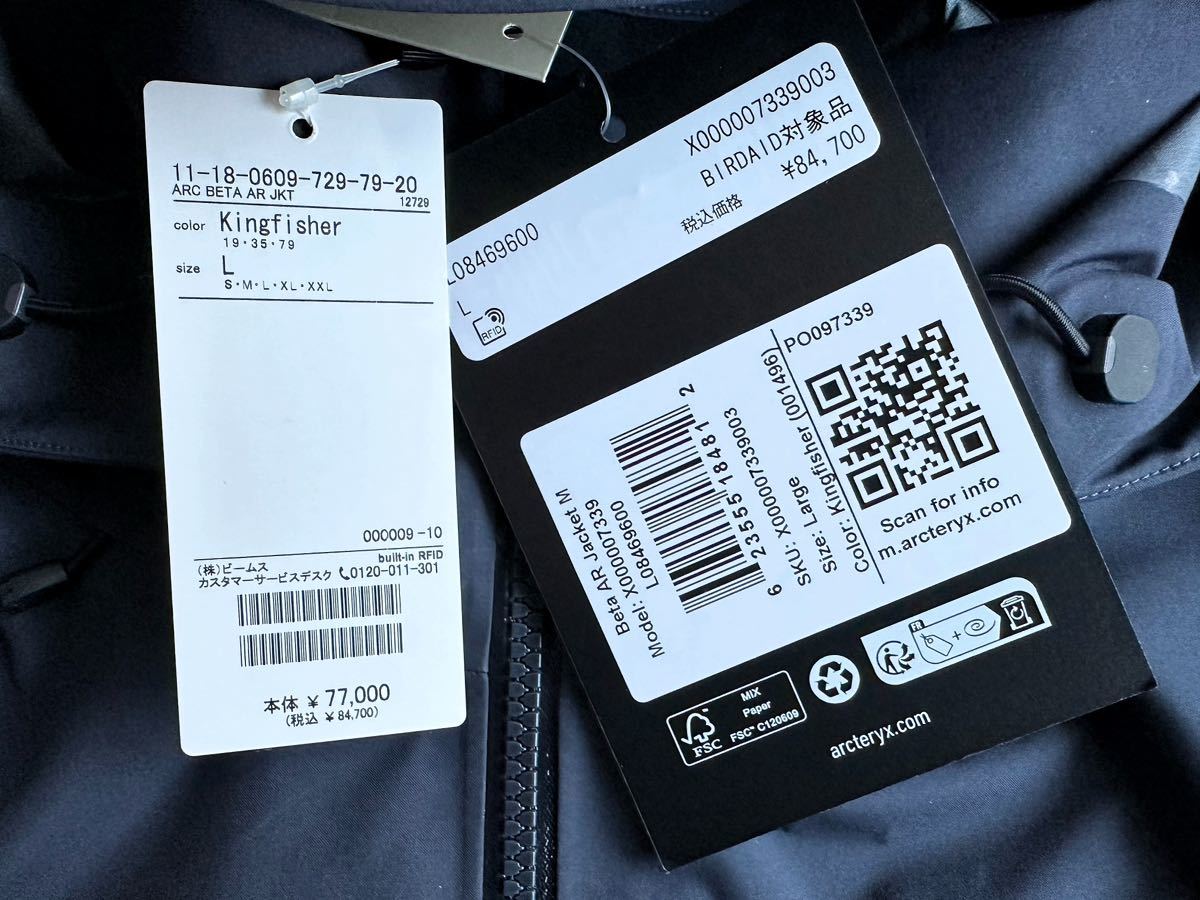 11-18-0609-729-79-20
ARC BETA AR JKT
12729
color Kingfisher
19・35・79
size L
S・M・L・XL・XXL
000009-10
built-in RFID
(株)ビームス
カスタマーサービスデスク 0120-011-301
本体 ¥77,000
(税込 ¥84,700)
X000007339003
BIRDAID対象品
¥84,700
税込価格
L08469600
L
RFID
PO097339
Scan for info
m.arcteryx.com
Color: Kingfisher (001496)
Size: Large
SKU: X000007339003
6 23555 18448 1 2
L08469600
Model: X000007339
Beta AR Jacket M
FSC
MIX
Paper
FSC™ C120609
FR
+
arcteryx.com